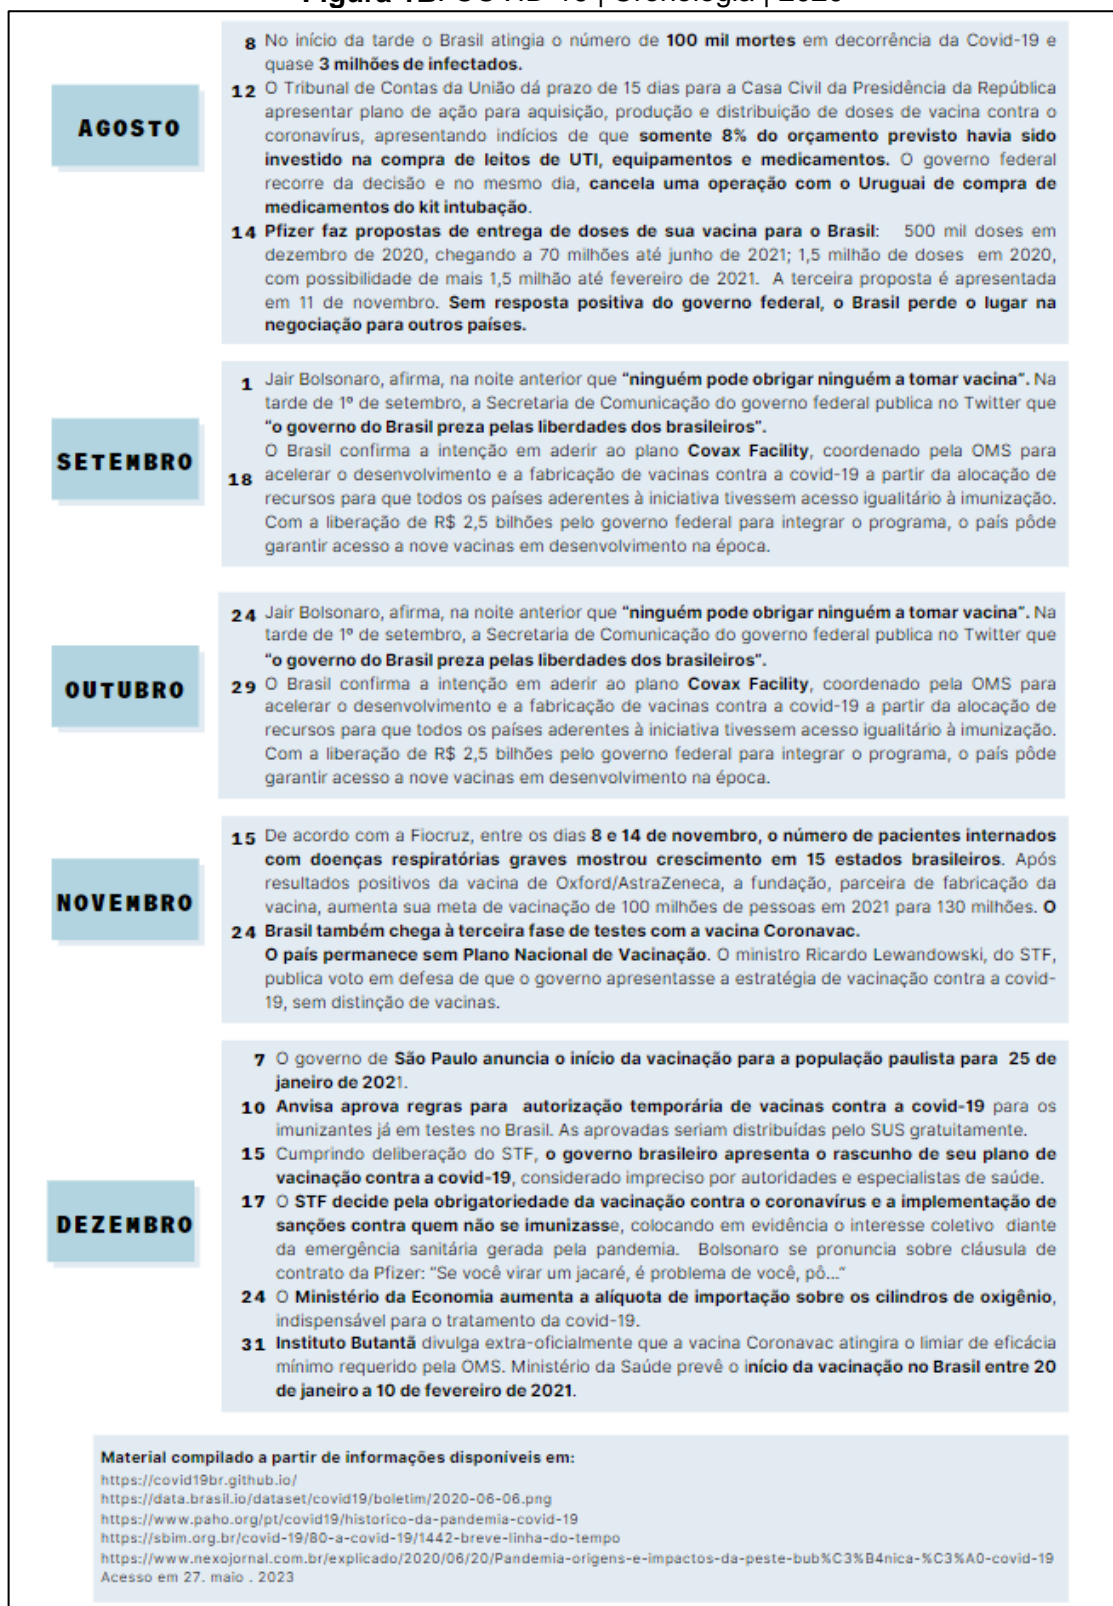 Figura 1B. COVID-19 | Cronologia | 2020
AGOSTO
8 No início da tarde o Brasil atingia o número de 100 mil mortes em decorrência da Covid-19 e
quase 3 milhões de infectados.
12 O Tribunal de Contas da União dá prazo de 15 dias para a Casa Civil da Presidência da República
apresentar plano de ação para aquisição, produção e distribuição de doses de vacina contra o
coronavírus, apresentando indícios de que somente 8% do orçamento previsto havia sido
investido na compra de leitos de UTI, equipamentos e medicamentos. O governo federal
recorre da decisão e no mesmo dia, cancela uma operação com o Uruguai de compra de
medicamentos do kit intubação.
14 Pfizer faz propostas de entrega de doses de sua vacina para o Brasil: 500 mil doses em
dezembro de 2020, chegando a 70 milhões até junho de 2021; 1,5 milhão de doses em 2020,
com possibilidade de mais 1,5 milhão até fevereiro de 2021. A terceira proposta é apresentada
em 11 de novembro. Sem resposta positiva do governo federal, o Brasil perde o lugar na
negociação para outros países.
SETEMBRO
1 Jair Bolsonaro, afirma, na noite anterior que "ninguém pode obrigar ninguém a tomar vacina". Na
tarde de 1º de setembro, a Secretaria de Comunicação do governo federal publica no Twitter que
"o governo do Brasil preza pelas liberdades dos brasileiros".
O Brasil confirma a intenção em aderir ao plano Covax Facility, coordenado pela OMS para
18 acelerar o desenvolvimento e a fabricação de vacinas contra a covid-19 a partir da alocação de
recursos para que todos os países aderentes à iniciativa tivessem acesso igualitário à imunização.
Com a liberação de R$ 2,5 bilhões pelo governo federal para integrar o programa, o país pôde
garantir acesso a nove vacinas em desenvolvimento na época.
OUTUBRO
24 Jair Bolsonaro, afirma, na noite anterior que "ninguém pode obrigar ninguém a tomar vacina". Na
tarde de 1º de setembro, a Secretaria de Comunicação do governo federal publica no Twitter que
"o governo do Brasil preza pelas liberdades dos brasileiros".
29 O Brasil confirma a intenção em aderir ao plano Covax Facility, coordenado pela OMS para
acelerar o desenvolvimento e a fabricação de vacinas contra a covid-19 a partir da alocação de
recursos para que todos os países aderentes à iniciativa tivessem acesso igualitário à imunização.
Com a liberação de R$ 2,5 bilhões pelo governo federal para integrar o programa, o país pôde
garantir acesso a nove vacinas em desenvolvimento na época.
NOVEMBRO
15 De acordo com a Fiocruz, entre os dias 8 e 14 de novembro, o número de pacientes internados
com doenças respiratórias graves mostrou crescimento em 15 estados brasileiros. Após
resultados positivos da vacina de Oxford/AstraZeneca, a fundação, parceira de fabricação da
vacina, aumenta sua meta de vacinação de 100 milhões de pessoas em 2021 para 130 milhões. O
24 Brasil também chega à terceira fase de testes com a vacina Coronavac.
O país permanece sem Plano Nacional de Vacinação. O ministro Ricardo Lewandowski, do STF,
publica voto em defesa de que o governo apresentasse a estratégia de vacinação contra a covid-
19, sem distinção de vacinas.
DEZEMBRO
7 O governo de São Paulo anuncia o início da vacinação para a população paulista para 25 de
janeiro de 2021.
10 Anvisa aprova regras para autorização temporária de vacinas contra a covid-19 para os
imunizantes já em testes no Brasil. As aprovadas seriam distribuídas pelo SUS gratuitamente.
15 Cumprindo deliberação do STF, o governo brasileiro apresenta o rascunho de seu plano de
vacinação contra a covid-19, considerado impreciso por autoridades e especialistas de saúde.
17 O STF decide pela obrigatoriedade da vacinação contra o coronavírus e a implementação de
sanções contra quem não se imunizasse, colocando em evidência o interesse coletivo diante
da emergência sanitária gerada pela pandemia. Bolsonaro se pronuncia sobre cláusula de
contrato da Pfizer: "Se você virar um jacaré, é problema de você, pô..."
24 O Ministério da Economia aumenta a alíquota de importação sobre os cilindros de oxigênio,
indispensável para o tratamento da covid-19.
31 Instituto Butantã divulga extra-oficialmente que a vacina Coronavac atingira o limiar de eficácia
mínimo requerido pela OMS. Ministério da Saúde prevê o início da vacinação no Brasil entre 20
de janeiro a 10 de fevereiro de 2021.
Material compilado a partir de informações disponíveis em:
https://covid19br.github.io/
https://data.brasil.io/dataset/covid19/boletim/2020-06-06.png
https://www.paho.org/pt/covid19/historico-da-pandemia-covid-19
https://sbim.org.br/covid-19/80-a-covid-19/1442-breve-linha-do-tempo
https://www.nexojornal.com.br/explicado/2020/06/20/Pandemia-origens-e-impactos-da-peste-bub%C3%B4nica-%C3%A0-covid-19
Acesso em 27. maio . 2023